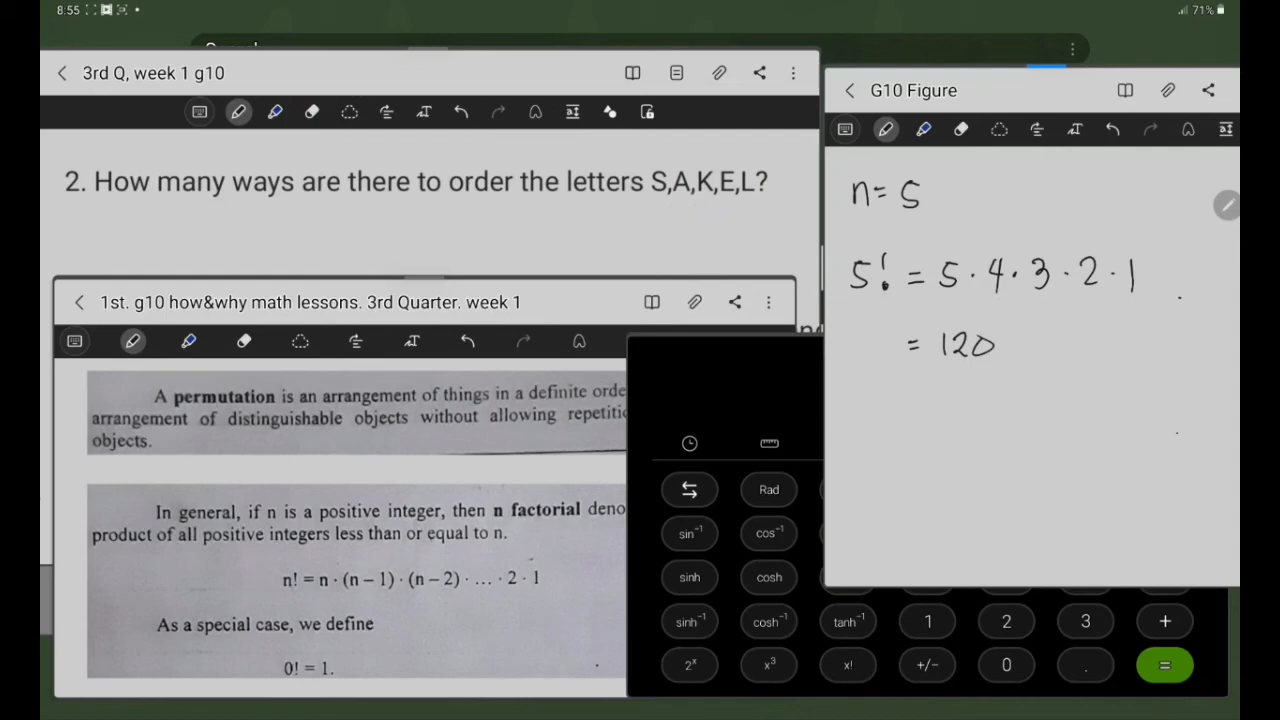 8:55
71%
3rd Q, week 1 g10
2. How many ways are there to order the letters S,A,K,E,L?
1st. g10 how&why math lessons. 3rd Quarter. week 1
A permutation is an arrangement of things in a definite orde
arrangement of distinguishable objects without allowing repetitio
objects.
In general, if n is a positive integer, then n factorial deno
product of all positive integers less than or equal to n.
n! = n · (n – 1) · (n – 2) · … · 2 · 1
As a special case, we define
0! = 1.
G10 Figure
n = 5
5! = 5 · 4 · 3 · 2 · 1
= 120
Rad
sin⁻¹ cos⁻¹
sinh cosh
sinh⁻¹ cosh⁻¹ tanh⁻¹ 1 2 3 +
2ˣ x³ x! +/− 0 . =